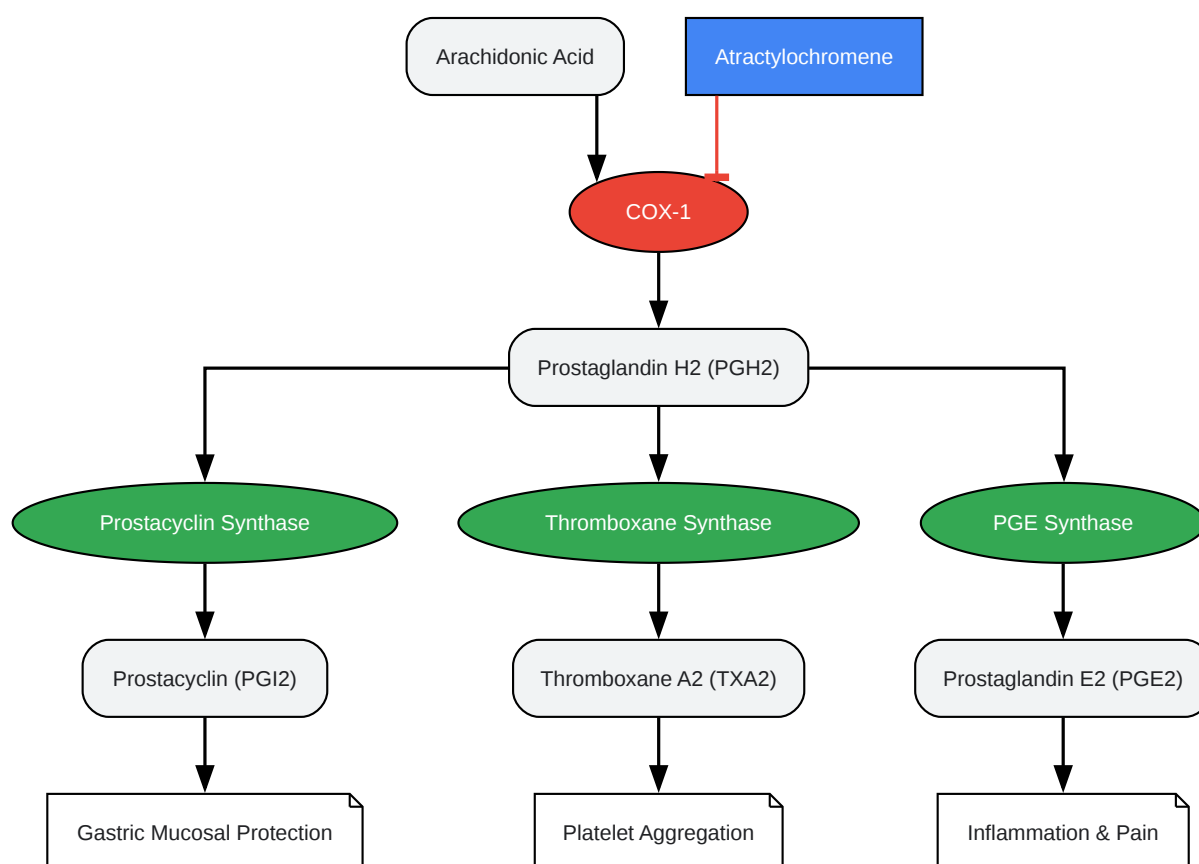 Arachidonic Acid
Atractylochromene
COX-1
Prostaglandin H2 (PGH2)
Prostacyclin Synthase
Thromboxane Synthase
PGE Synthase
Prostacyclin (PGI2)
Thromboxane A2 (TXA2)
Prostaglandin E2 (PGE2)
Gastric Mucosal Protection
Platelet Aggregation
Inflammation & Pain